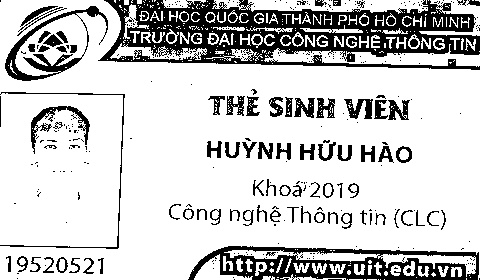 ĐẠI HỌC QUỐC GIA THÀNH PHỐ HỒ CHÍ MINH
TRƯỜNG ĐẠI HỌC CÔNG NGHỆ THÔNG TIN
THẺ SINH VIÊN
HUỲNH HỮU HÀO
Khoá 2019
Công nghệ Thông tin (CLC)
19520521
http://www.uit.edu.vn